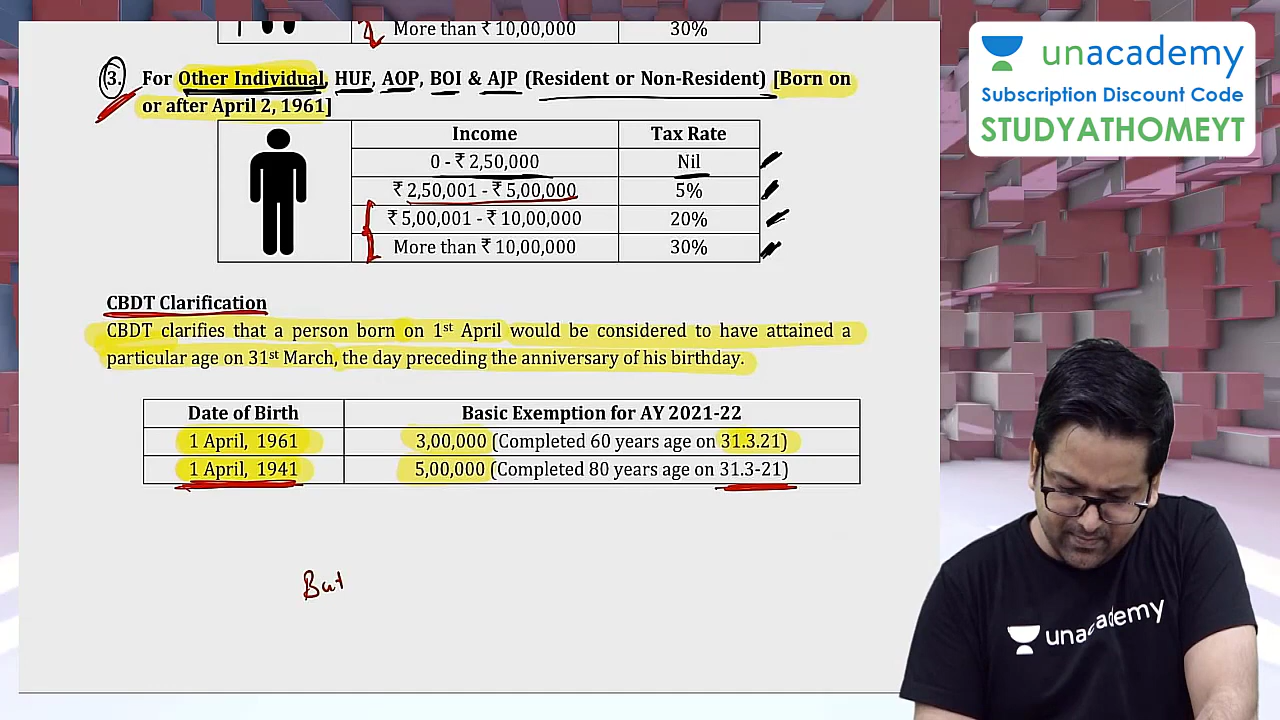 More than ₹ 10,00,000 30%
3. For Other Individual, HUF, AOP, BOI & AJP (Resident or Non-Resident) [Born on
or after April 2, 1961]
Income Tax Rate
0 - ₹ 2,50,000 Nil
₹ 2,50,001 - ₹ 5,00,000 5%
₹ 5,00,001 - ₹ 10,00,000 20%
More than ₹ 10,00,000 30%
CBDT Clarification
CBDT clarifies that a person born on 1st April would be considered to have attained a
particular age on 31st March, the day preceding the anniversary of his birthday.
Date of Birth Basic Exemption for AY 2021-22
1 April, 1961 3,00,000 (Completed 60 years age on 31.3.21)
1 April, 1941 5,00,000 (Completed 80 years age on 31.3-21)
But
unacademy
Subscription Discount Code
STUDYATHOMEYT
unacademy